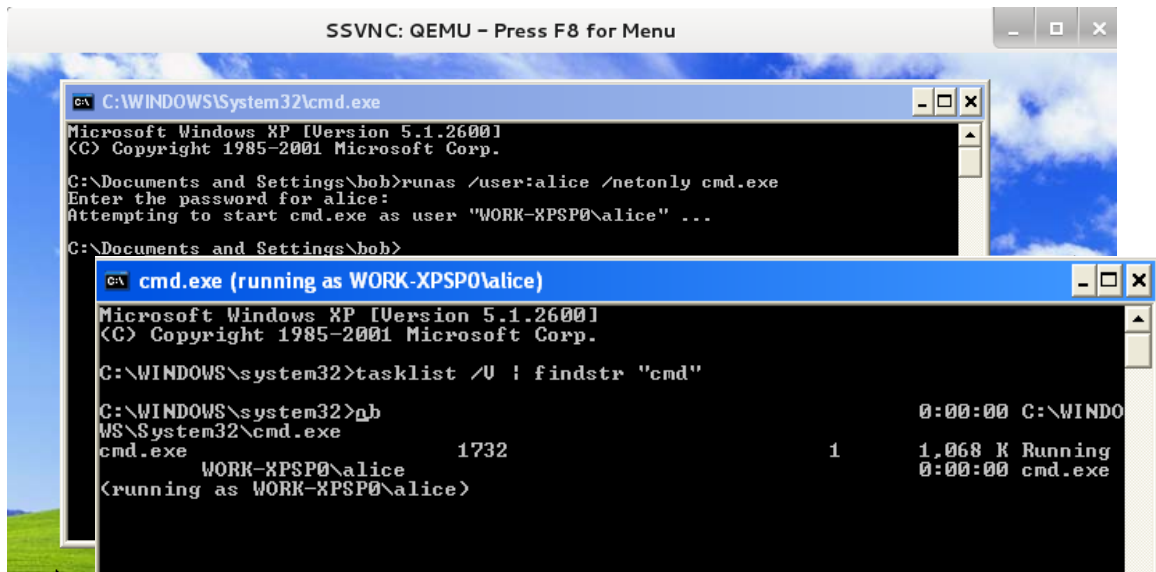 SSVNC: QEMU – Press F8 for Menu
C:\WINDOWS\System32\cmd.exe
Microsoft Windows XP [Version 5.1.2600]
(C) Copyright 1985-2001 Microsoft Corp.
C:\Documents and Settings\bob>runas /user:alice /netonly cmd.exe
Enter the password for alice:
Attempting to start cmd.exe as user "WORK-XPSP0\alice" ...
C:\Documents and Settings\bob>
cmd.exe (running as WORK-XPSP0\alice)
Microsoft Windows XP [Version 5.1.2600]
(C) Copyright 1985-2001 Microsoft Corp.
C:\WINDOWS\system32>tasklist /V | findstr "cmd"
C:\WINDOWS\system32>ob 0:00:00 C:\WINDO
WS\System32\cmd.exe
cmd.exe 1732 1 1,068 K Running
WORK-XPSP0\alice 0:00:00 cmd.exe
(running as WORK-XPSP0\alice)